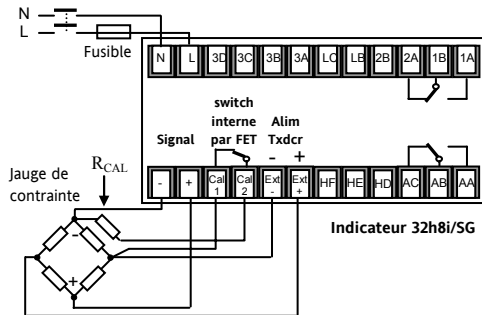 N
L
Fusible
N L 3D 3C 3B 3A LC LB 2B 2A 1B 1A
switch
interne
par FET
Alim
Txdcr
Signal
- +
R_CAL
Jauge de
contrainte
- + Cal 1 Cal 2 Ext - Ext + HF HE HD AC AB AA
Indicateur 32h8i/SG
-
+